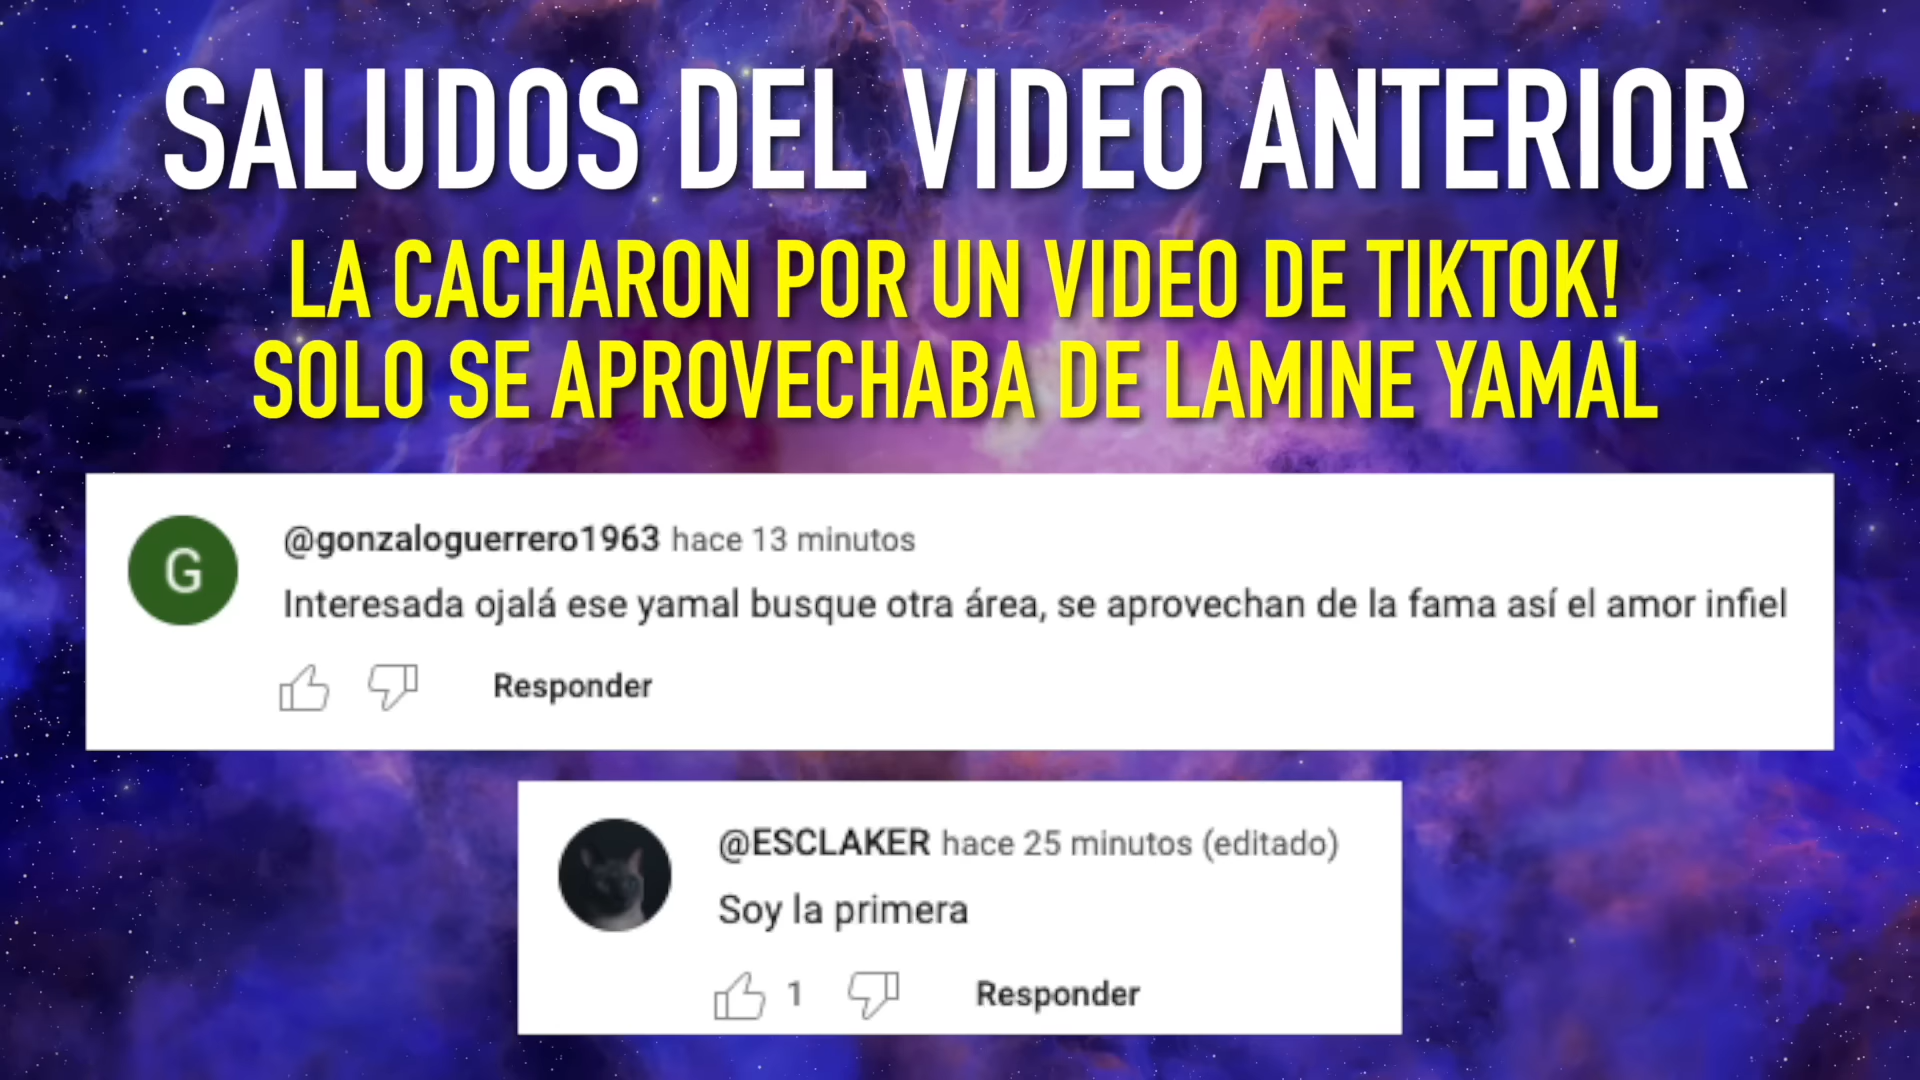 SALUDOS DEL VIDEO ANTERIOR
LA CACHARON POR UN VIDEO DE TIKTOK!
SOLO SE APROVECHABA DE LAMINE YAMAL
G
@gonzaloguerrero1963 hace 13 minutos
Interesada ojalá ese yamal busque otra área, se aprovechan de la fama así el amor infiel
Responder
@ESCLAKER hace 25 minutos (editado)
Soy la primera
1 Responder